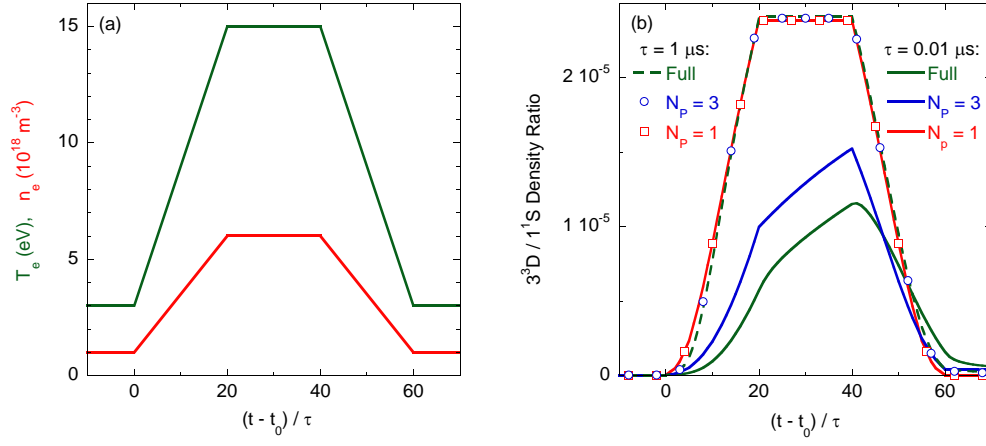 (a)
15
10
5
0
T_e (eV), n_e (10^18 m^-3)
0 20 40 60
(t - t_0) / τ
(b)
τ = 1 μs:
Full
N_P = 3
N_P = 1
τ = 0.01 μs:
Full
N_P = 3
N_p = 1
2 10^-5
1 10^-5
0
3^3D / 1^1S Density Ratio
0 20 40 60
(t - t_0) / τ